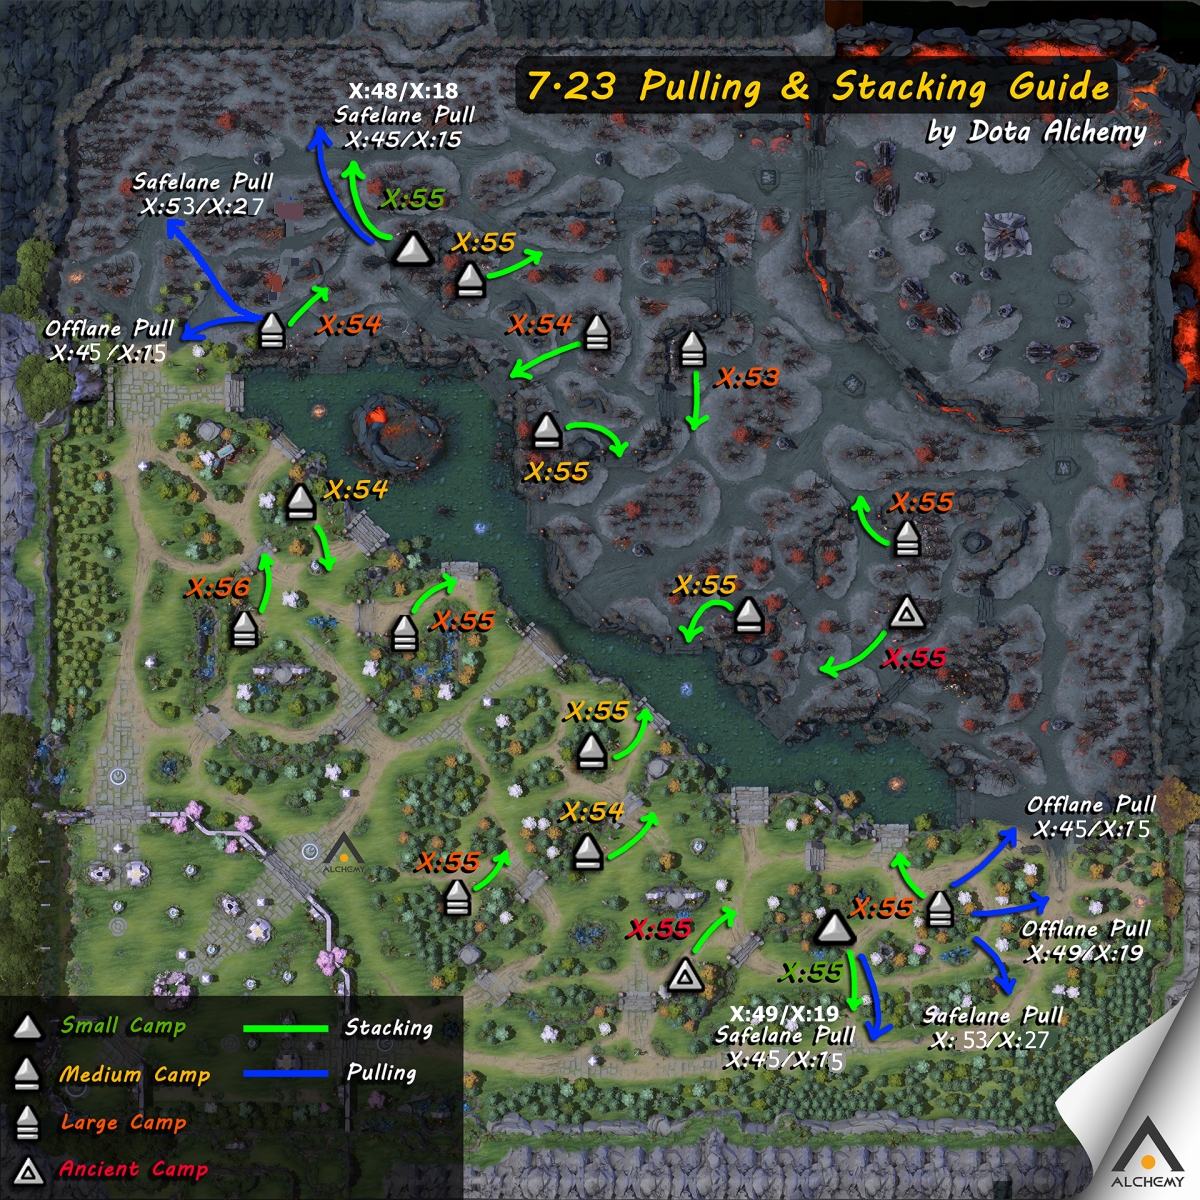 7.23 Pulling & Stacking Guide
by Dota Alchemy
X:48/X:18
Safelane Pull
X:45/X:15
Safelane Pull
X:53/X:27
X:55
X:55
Offlane Pull
X:45/X:15
X:54
X:54
X:53
X:55
X:54
X:55
X:56
X:55
X:55
X:55
X:55
X:54
X:55
ALCHEMY
Offlane Pull
X:45/X:15
X:55
X:55
Offlane Pull
X:49/X:19
X:55
X:49/X:19
Safelane Pull
X:45/X:15
Safelane Pull
X: 53/X:27
Small Camp
Stacking
Medium Camp
Pulling
Large Camp
Ancient Camp
ALCHEMY